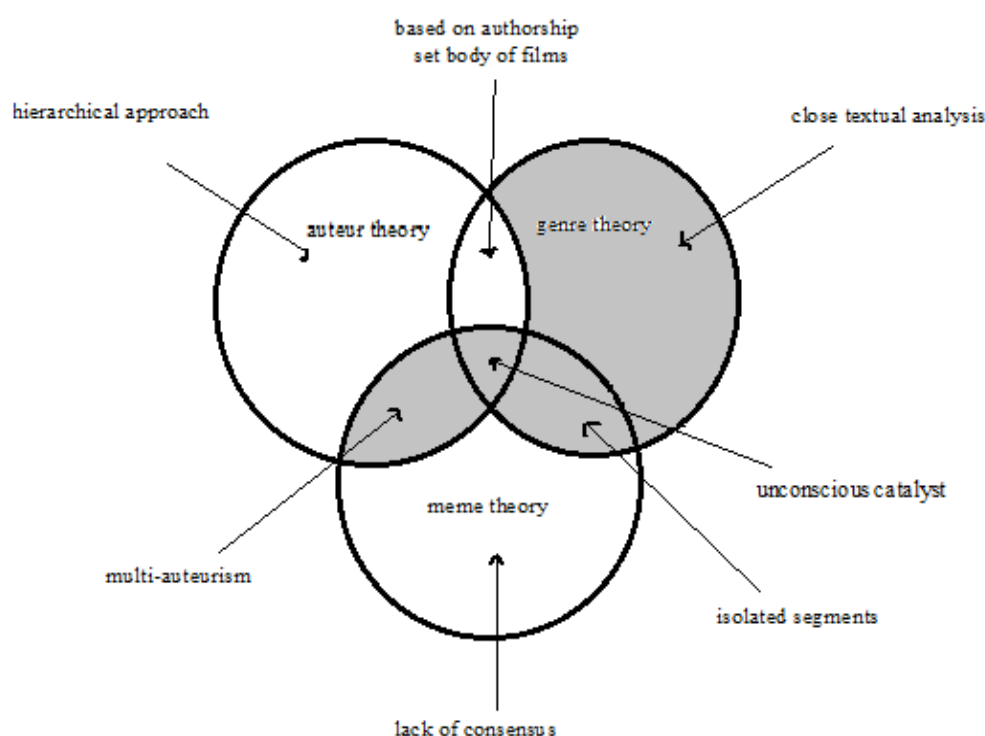 based on authorship
set body of films
hierarchical approach
close textual analysis
auteur theory
genre theory
unconscious catalyst
meme theory
multi-auteurism
isolated segments
lack of consensus